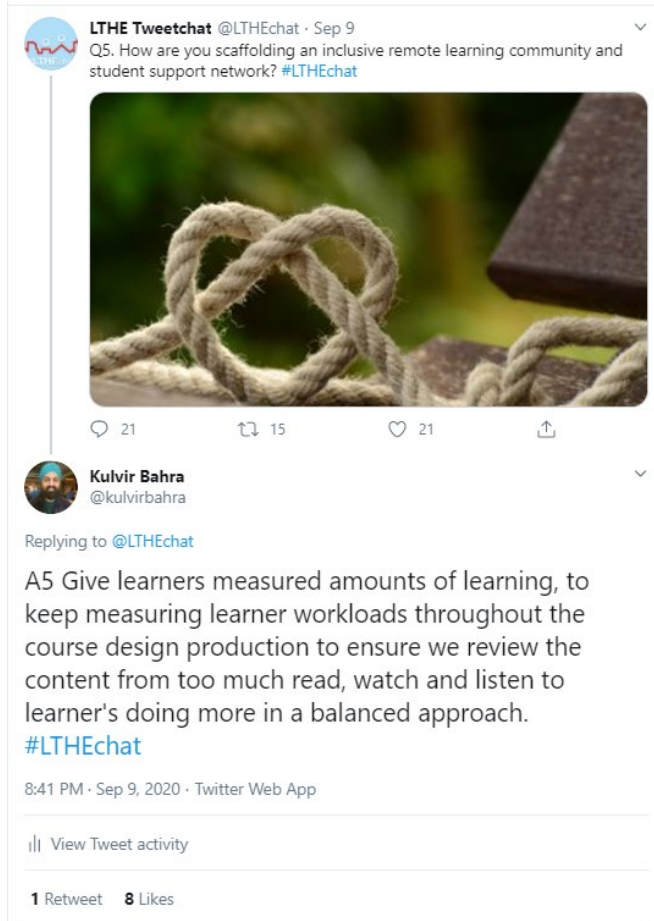 LTHE Tweetchat @LTHEchat · Sep 9
Q5. How are you scaffolding an inclusive remote learning community and
student support network? #LTHEchat
21 15 21
Kulvir Bahra
@kulvirbahra
Replying to @LTHEchat
A5 Give learners measured amounts of learning, to
keep measuring learner workloads throughout the
course design production to ensure we review the
content from too much read, watch and listen to
learner's doing more in a balanced approach.
#LTHEchat
8:41 PM · Sep 9, 2020 · Twitter Web App
View Tweet activity
1 Retweet 8 Likes